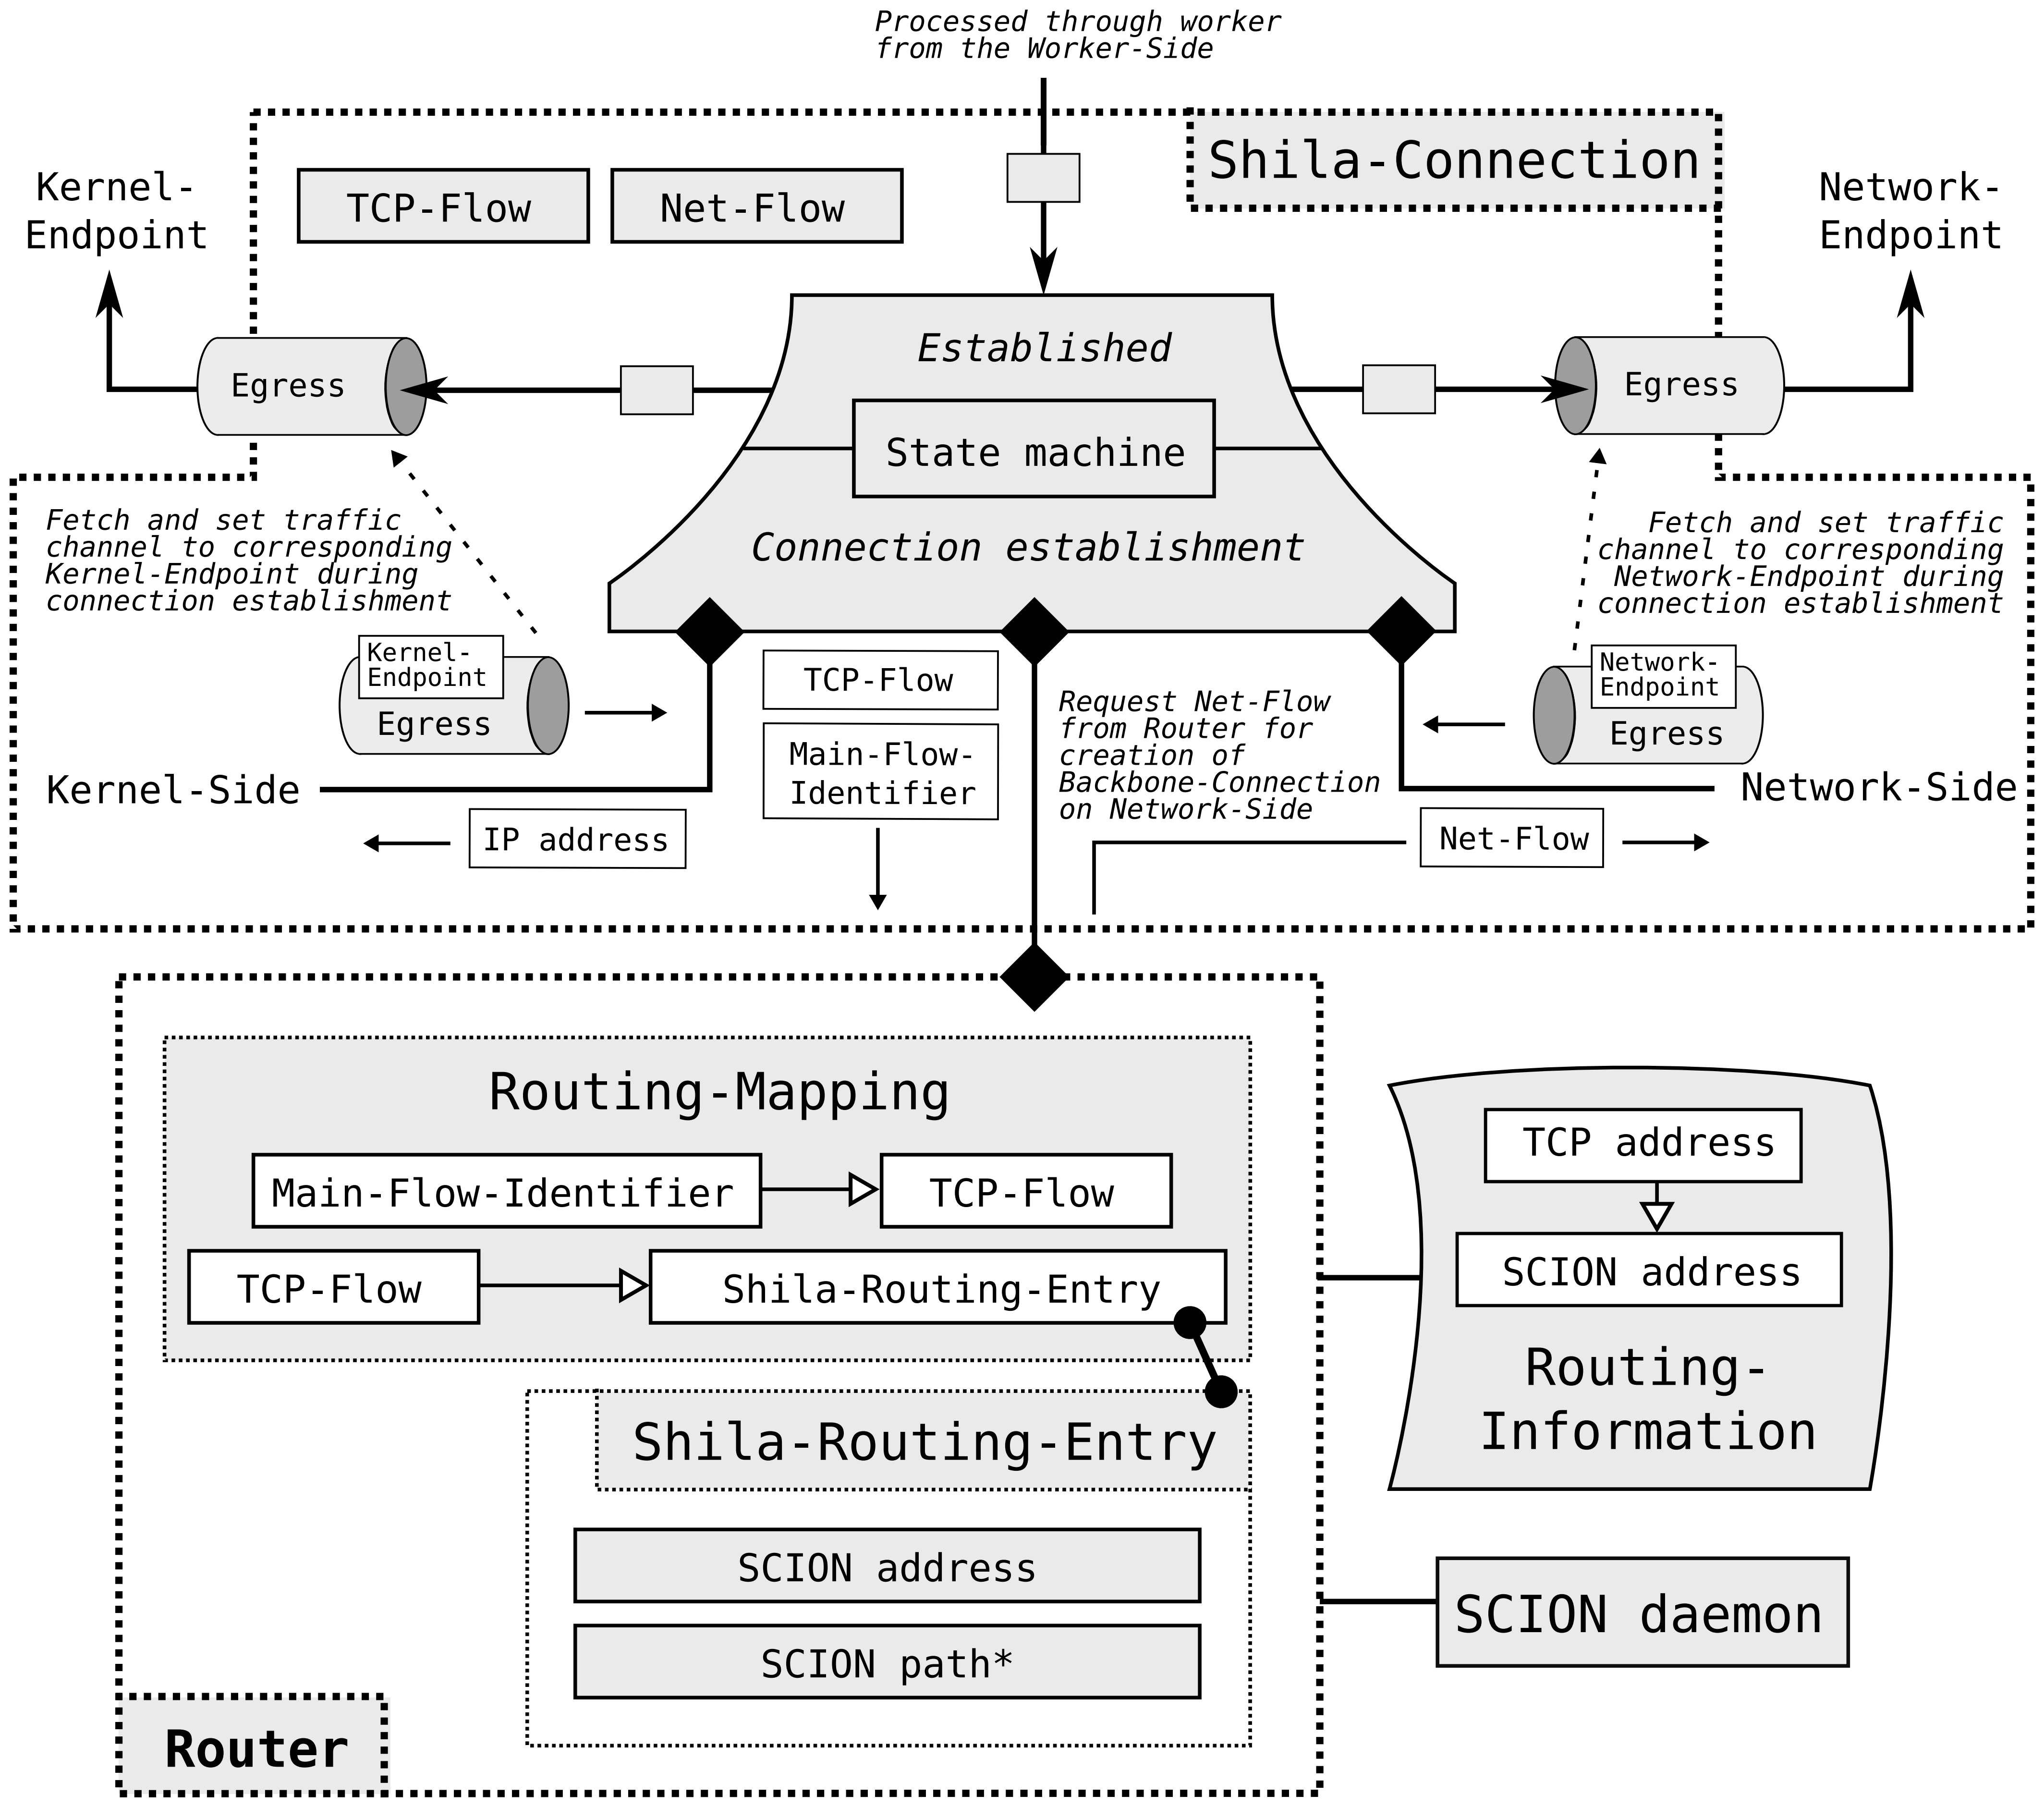 Processed through worker
from the Worker-Side
Shila-Connection
Kernel-
Endpoint
TCP-Flow
Net-Flow
Network-
Endpoint
Established
Egress
Egress
State machine
Connection establishment
Fetch and set traffic
channel to corresponding
Kernel-Endpoint during
connection establishment
Fetch and set traffic
channel to corresponding
Network-Endpoint during
connection establishment
Kernel-
Endpoint
Egress
TCP-Flow
Main-Flow-
Identifier
Request Net-Flow
from Router for
creation of
Backbone-Connection
on Network-Side
Network-
Endpoint
Egress
Kernel-Side
Network-Side
IP address
Net-Flow
Routing-Mapping
Main-Flow-Identifier
TCP-Flow
TCP-Flow
Shila-Routing-Entry
TCP address
SCION address
Routing-
Information
Shila-Routing-Entry
SCION address
SCION path*
SCION daemon
Router